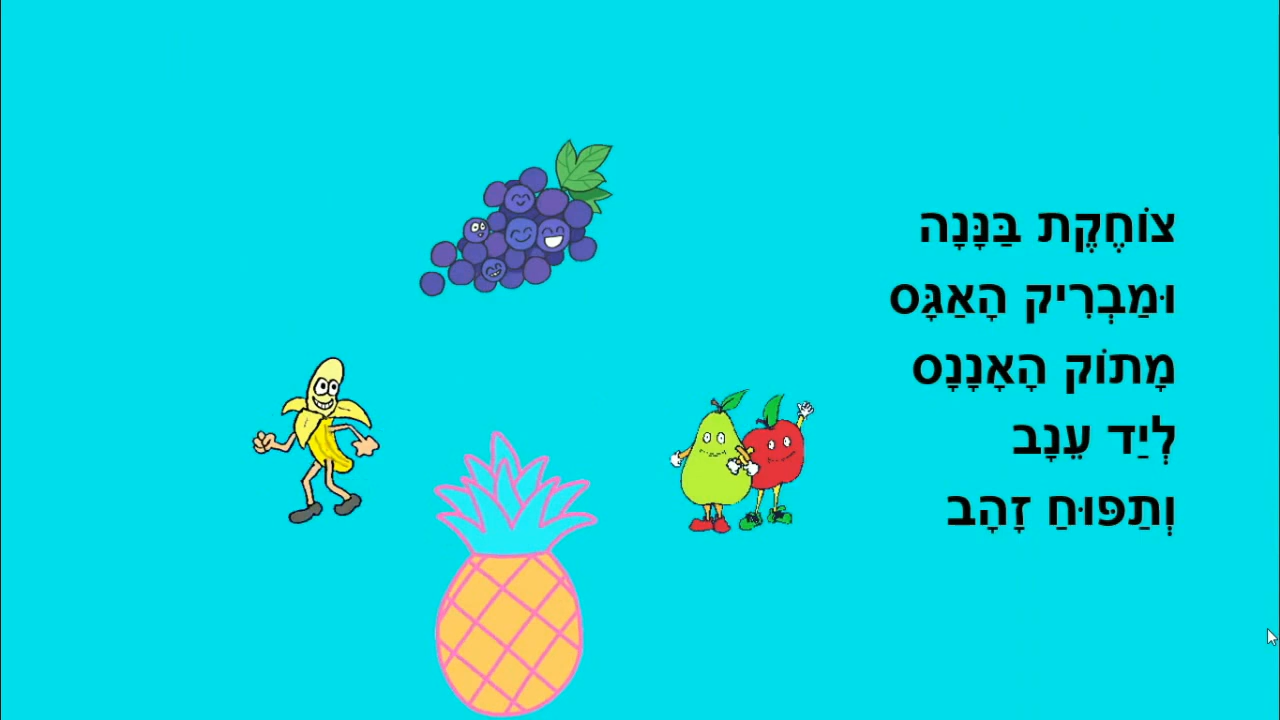 צוֹחֶקֶת בַּנָּנָה
וּמַבְרִיק הָאַגָּס
מָתוֹק הָאָנָנָס
לְיַד עֵנָב
וְתַפּוּחַ זָהָב